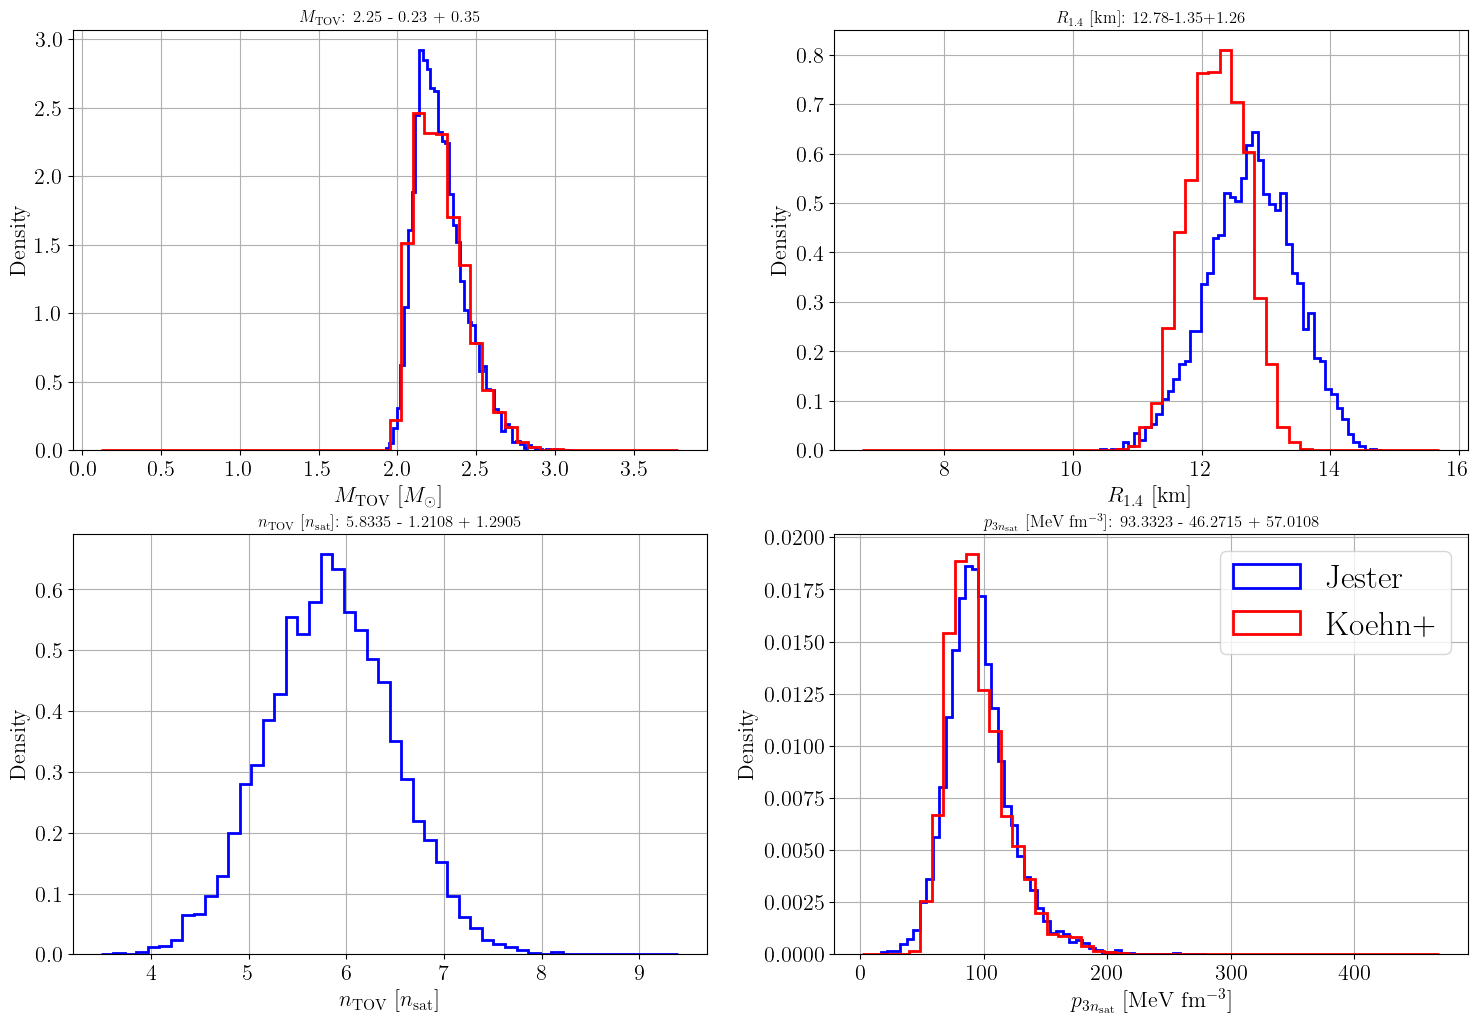 M_TOV: 2.25 - 0.23 + 0.35
3.0
2.5
2.0
1.5
1.0
0.5
0.0
Density
0.0 0.5 1.0 1.5 2.0 2.5 3.0 3.5
M_TOV [M_⊙]
R_1.4 [km]: 12.78-1.35+1.26
0.8
0.7
0.6
0.5
0.4
0.3
0.2
0.1
0.0
Density
8 10 12 14 16
R_1.4 [km]
n_TOV [n_sat]: 5.8335 - 1.2108 + 1.2905
0.6
0.5
0.4
0.3
0.2
0.1
0.0
Density
4 5 6 7 8 9
n_TOV [n_sat]
p_3n_sat [MeV fm⁻³]: 93.3323 - 46.2715 + 57.0108
0.0200
0.0175
0.0150
0.0125
0.0100
0.0075
0.0050
0.0025
0.0000
Density
Jester
Koehn+
0 100 200 300 400
p_3n_sat [MeV fm⁻³]